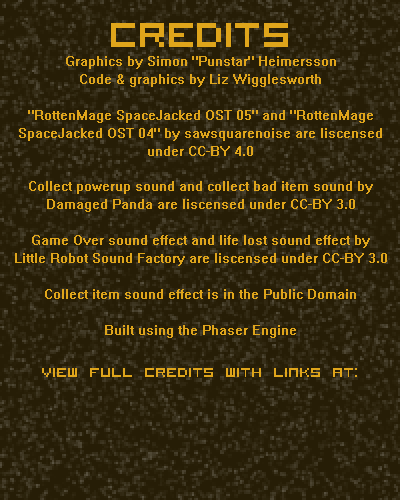 CREDITS
Graphics by Simon "Punstar" Heimersson
Code & graphics by Liz Wigglesworth
"RottenMage SpaceJacked OST 05" and "RottenMage
SpaceJacked OST 04" by sawsquarenoise are liscensed
under CC-BY 4.0
Collect powerup sound and collect bad item sound by
Damaged Panda are liscensed under CC-BY 3.0
Game Over sound effect and life lost sound effect by
Little Robot Sound Factory are liscensed under CC-BY 3.0
Collect item sound effect is in the Public Domain
Built using the Phaser Engine
VIEW FULL CREDITS WITH LINKS AT: